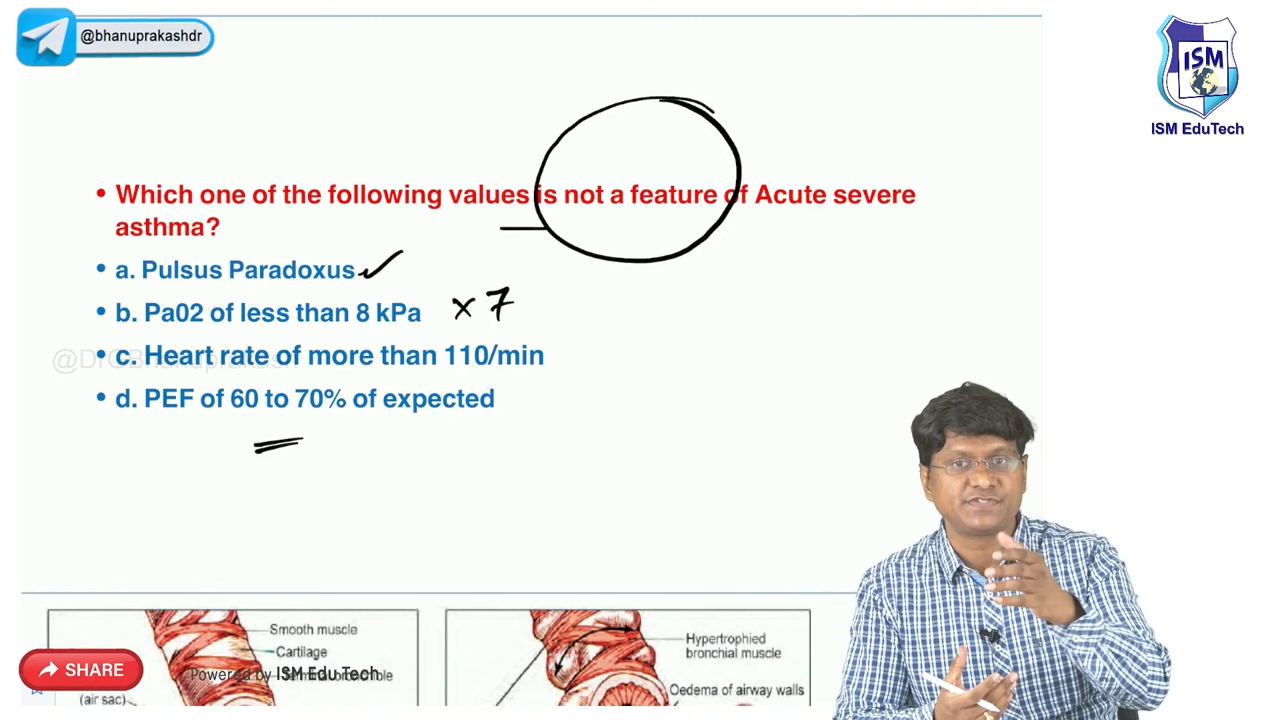 @bhanuprakashdr
ISM
ISM EduTech
• Which one of the following values is not a feature of Acute severe
asthma?
• a. Pulsus Paradoxus
• b. Pa02 of less than 8 kPa × 7
• c. Heart rate of more than 110/min
• d. PEF of 60 to 70% of expected
Smooth muscle
Cartilage
(air sac)
Hypertrophied
bronchial muscle
Oedema of airway walls
SHARE
Powered by ISM Edu Tech